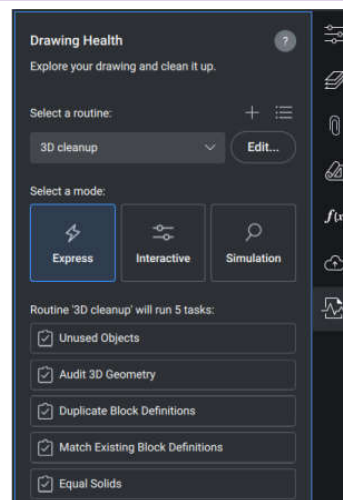 Drawing Health
?
Explore your drawing and clean it up.
Select a routine:
3D cleanup
Edit...
Select a mode:
Express Interactive Simulation
Routine '3D cleanup' will run 5 tasks:
Unused Objects
Audit 3D Geometry
Duplicate Block Definitions
Match Existing Block Definitions
Equal Solids